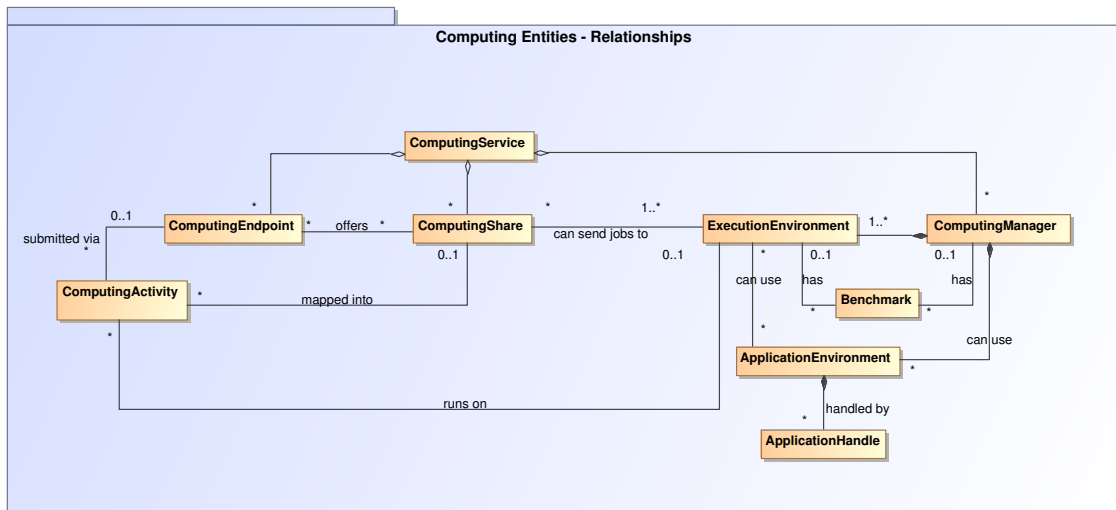 Computing Entities - Relationships
ComputingService
* * *
0..1 * * * 1..* 1..*
ComputingEndpoint
offers
ComputingShare
can send jobs to
ExecutionEnvironment
ComputingManager
submitted via
*
0..1 0..1 * 0..1 0..1
can use
has
has
ComputingActivity
*
mapped into
Benchmark
* *
*
*
can use
ApplicationEnvironment
*
runs on
handled by
*
ApplicationHandle